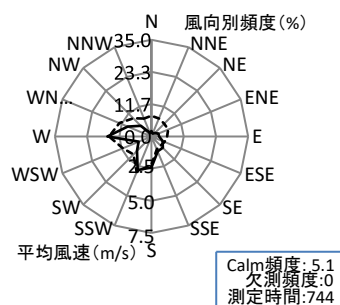 N
風向別頻度(%)
35.0
NNW
NNE
NW
NE
23.3
WN...
ENE
11.7
W
0.0
E
WSW
2.5
ESE
SW
5.0
SE
SSW
SSE
平均風速(m/s)
7.5
S
Calm頻度: 5.1
欠測頻度:0
測定時間:744